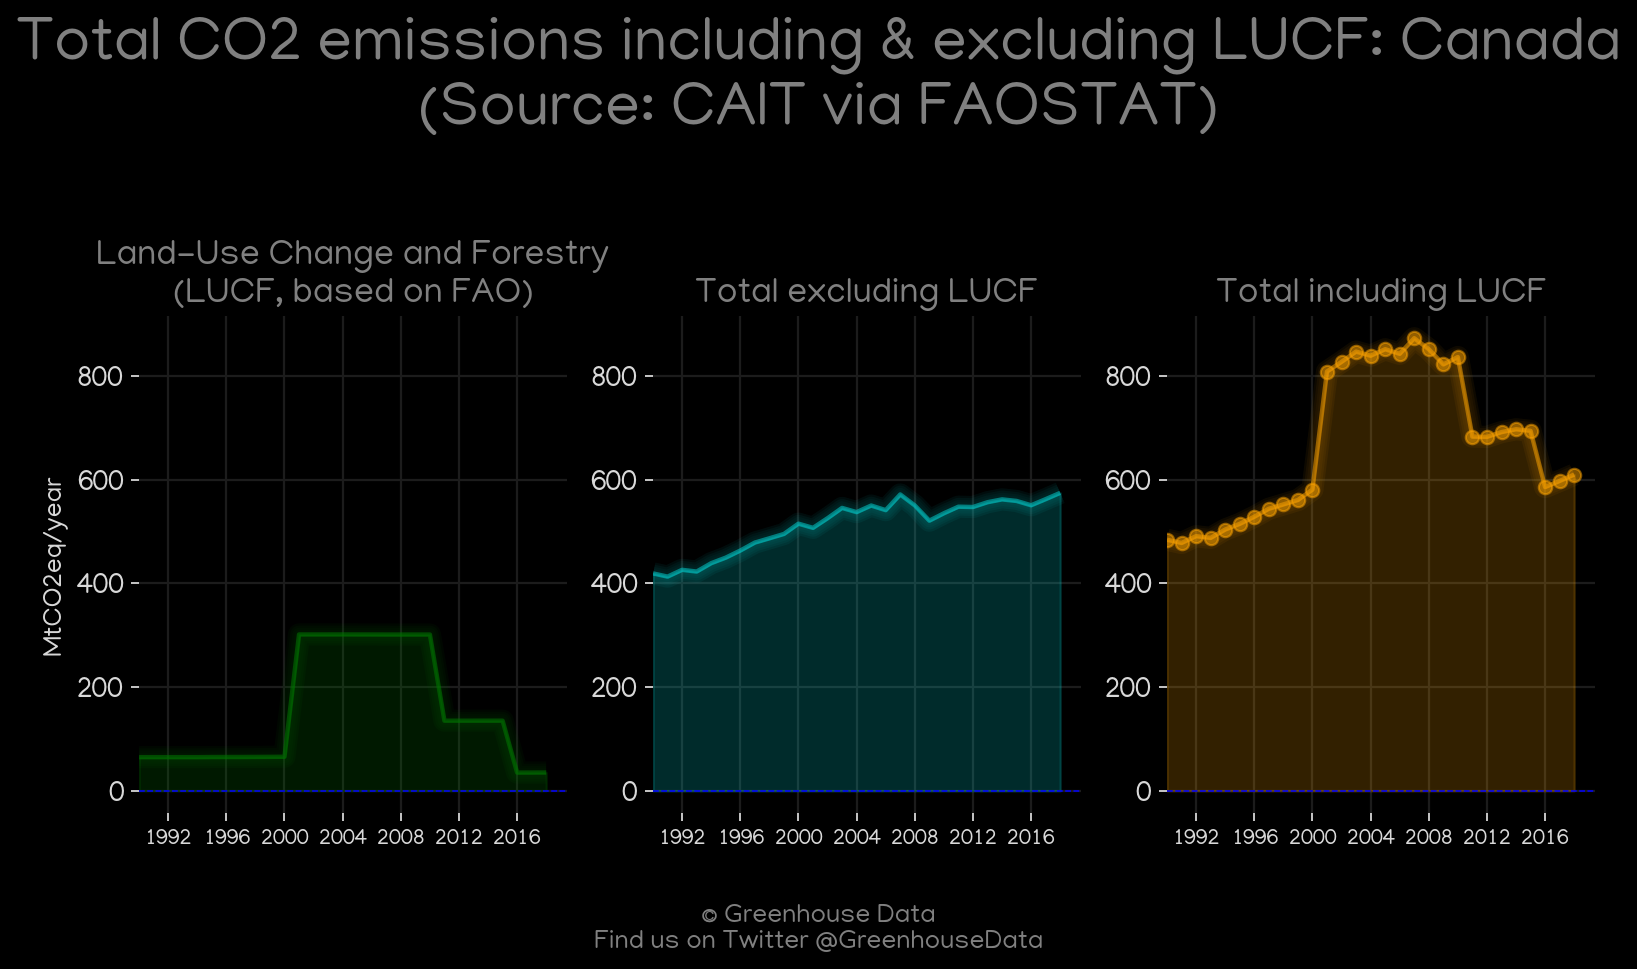 Total CO2 emissions including & excluding LUCF: Canada
(Source: CAIT via FAOSTAT)
Land-Use Change and Forestry
(LUCF, based on FAO)
Total excluding LUCF
Total including LUCF
MtCO2eq/year
800
600
400
200
0
1992 1996 2000 2004 2008 2012 2016
800
600
400
200
0
1992 1996 2000 2004 2008 2012 2016
800
600
400
200
0
1992 1996 2000 2004 2008 2012 2016
© Greenhouse Data
Find us on Twitter @GreenhouseData